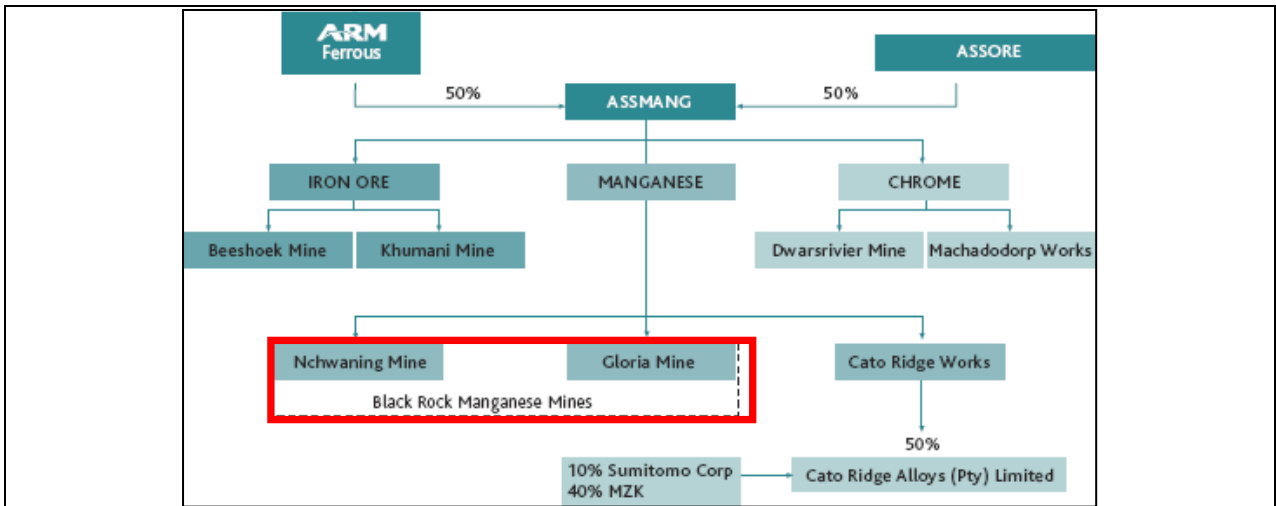 ARM
Ferrous
ASSORE
50%
50%
ASSMANG
IRON ORE
MANGANESE
CHROME
Beeshoek Mine
Khumani Mine
Dwarsrivier Mine
Machadodorp Works
Nchwaning Mine
Gloria Mine
Cato Ridge Works
Black Rock Manganese Mines
50%
10% Sumitomo Corp
40% MZK
Cato Ridge Alloys (Pty) Limited